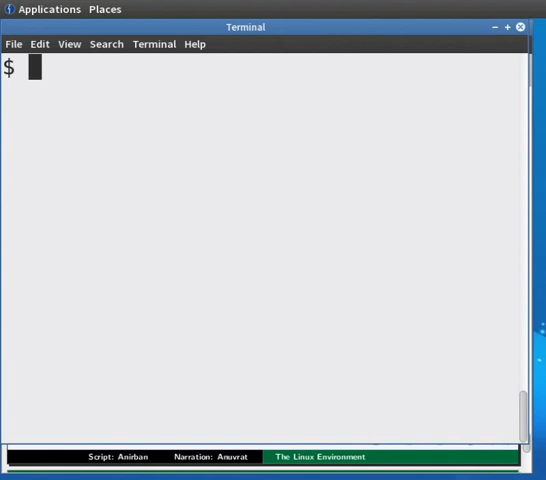 Applications Places
Terminal
File Edit View Search Terminal Help
$
Script: Anirban Narration: Anuvrat The Linux Environment